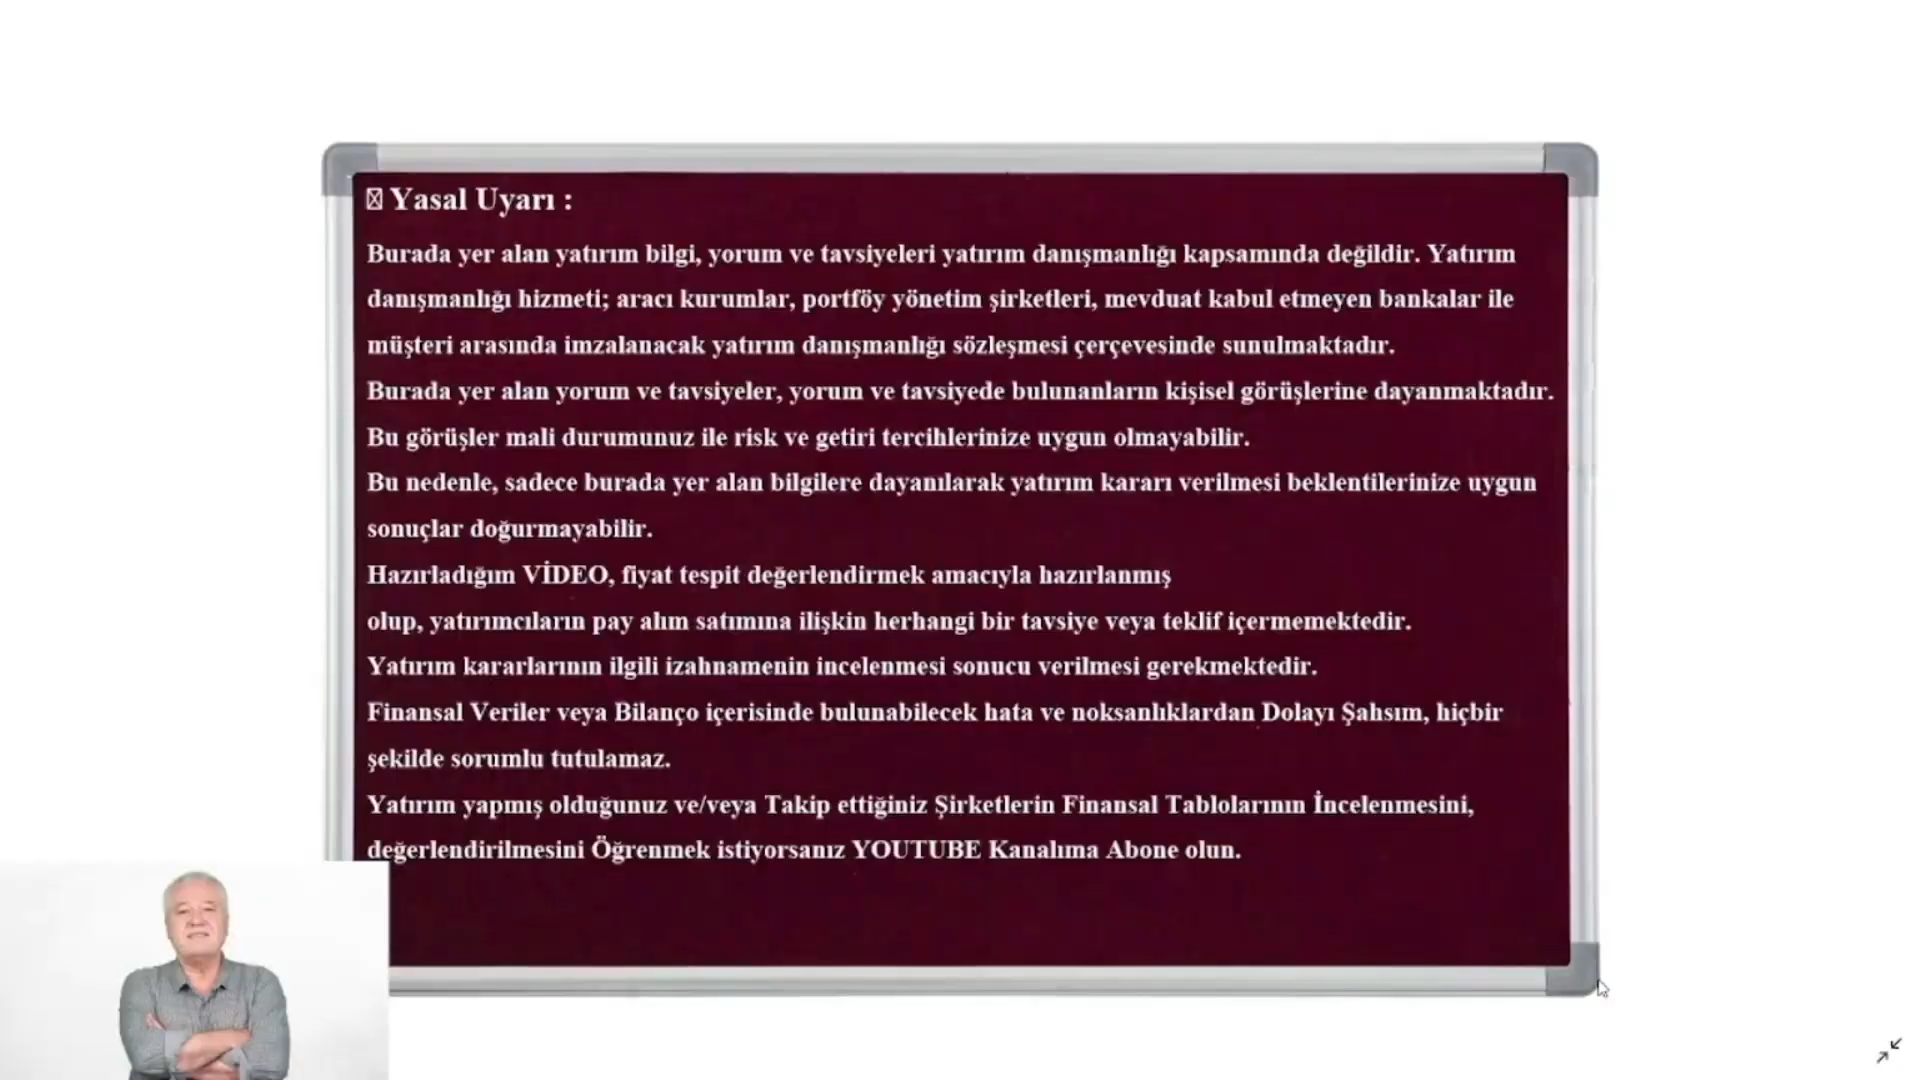 Yasal Uyarı :
Burada yer alan yatırım bilgi, yorum ve tavsiyeleri yatırım danışmanlığı kapsamında değildir. Yatırım
danışmanlığı hizmeti; aracı kurumlar, portföy yönetim şirketleri, mevduat kabul etmeyen bankalar ile
müşteri arasında imzalanacak yatırım danışmanlığı sözleşmesi çerçevesinde sunulmaktadır.
Burada yer alan yorum ve tavsiyeler, yorum ve tavsiyede bulunanların kişisel görüşlerine dayanmaktadır.
Bu görüşler mali durumunuz ile risk ve getiri tercihlerinize uygun olmayabilir.
Bu nedenle, sadece burada yer alan bilgilere dayanılarak yatırım kararı verilmesi beklentilerinize uygun
sonuçlar doğurmayabilir.
Hazırladığım VİDEO, fiyat tespit değerlendirmek amacıyla hazırlanmış
olup, yatırımcıların pay alım satımına ilişkin herhangi bir tavsiye veya teklif içermemektedir.
Yatırım kararlarının ilgili izahnamenin incelenmesi sonucu verilmesi gerekmektedir.
Finansal Veriler veya Bilanço içerisinde bulunabilecek hata ve noksanlıklardan Dolayı Şahsım, hiçbir
şekilde sorumlu tutulamaz.
Yatırım yapmış olduğunuz ve/veya Takip ettiğiniz Şirketlerin Finansal Tablolarının İncelenmesini,
değerlendirilmesini Öğrenmek istiyorsanız YOUTUBE Kanalıma Abone olun.